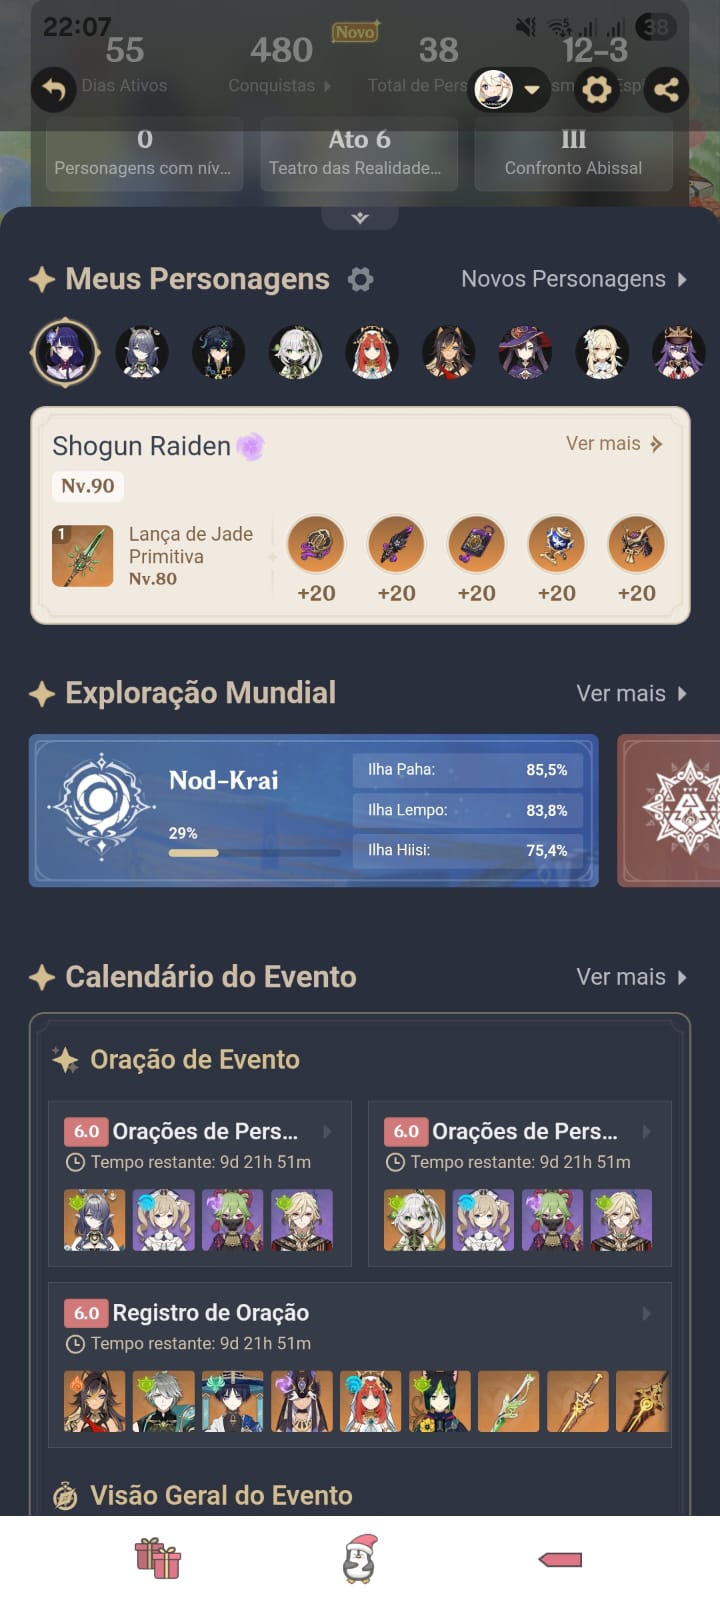 22:07
Novo
38
55
480
38
12-3
Dias Ativos
Conquistas
Total de Pers
0
Ato 6
III
Personagens com nív...
Teatro das Realidade...
Confronto Abissal
Meus Personagens
Novos Personagens
Shogun Raiden
Ver mais
Nv.90
1
Lança de Jade
Primitiva
Nv.80
+20
+20
+20
+20
+20
Exploração Mundial
Ver mais
Nod-Krai
29%
Ilha Paha: 85,5%
Ilha Lempo: 83,8%
Ilha Hiisi: 75,4%
Calendário do Evento
Ver mais
Oração de Evento
6.0 Orações de Pers...
Tempo restante: 9d 21h 51m
6.0 Orações de Pers...
Tempo restante: 9d 21h 51m
6.0 Registro de Oração
Tempo restante: 9d 21h 51m
Visão Geral do Evento